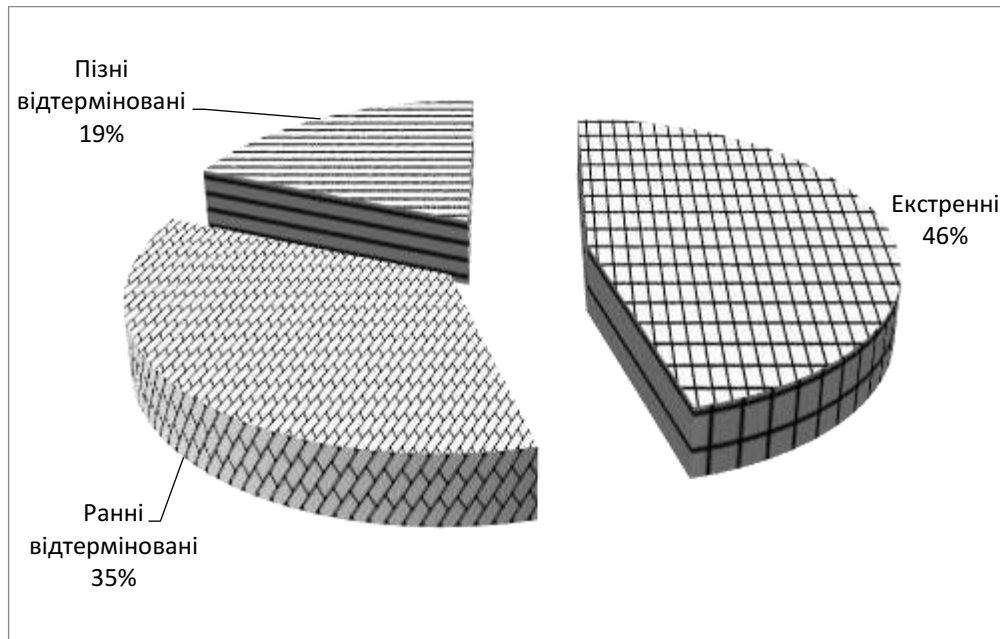 Пізні
відтерміновані
19%
Екстренні
46%
Ранні
відтерміновані
35%